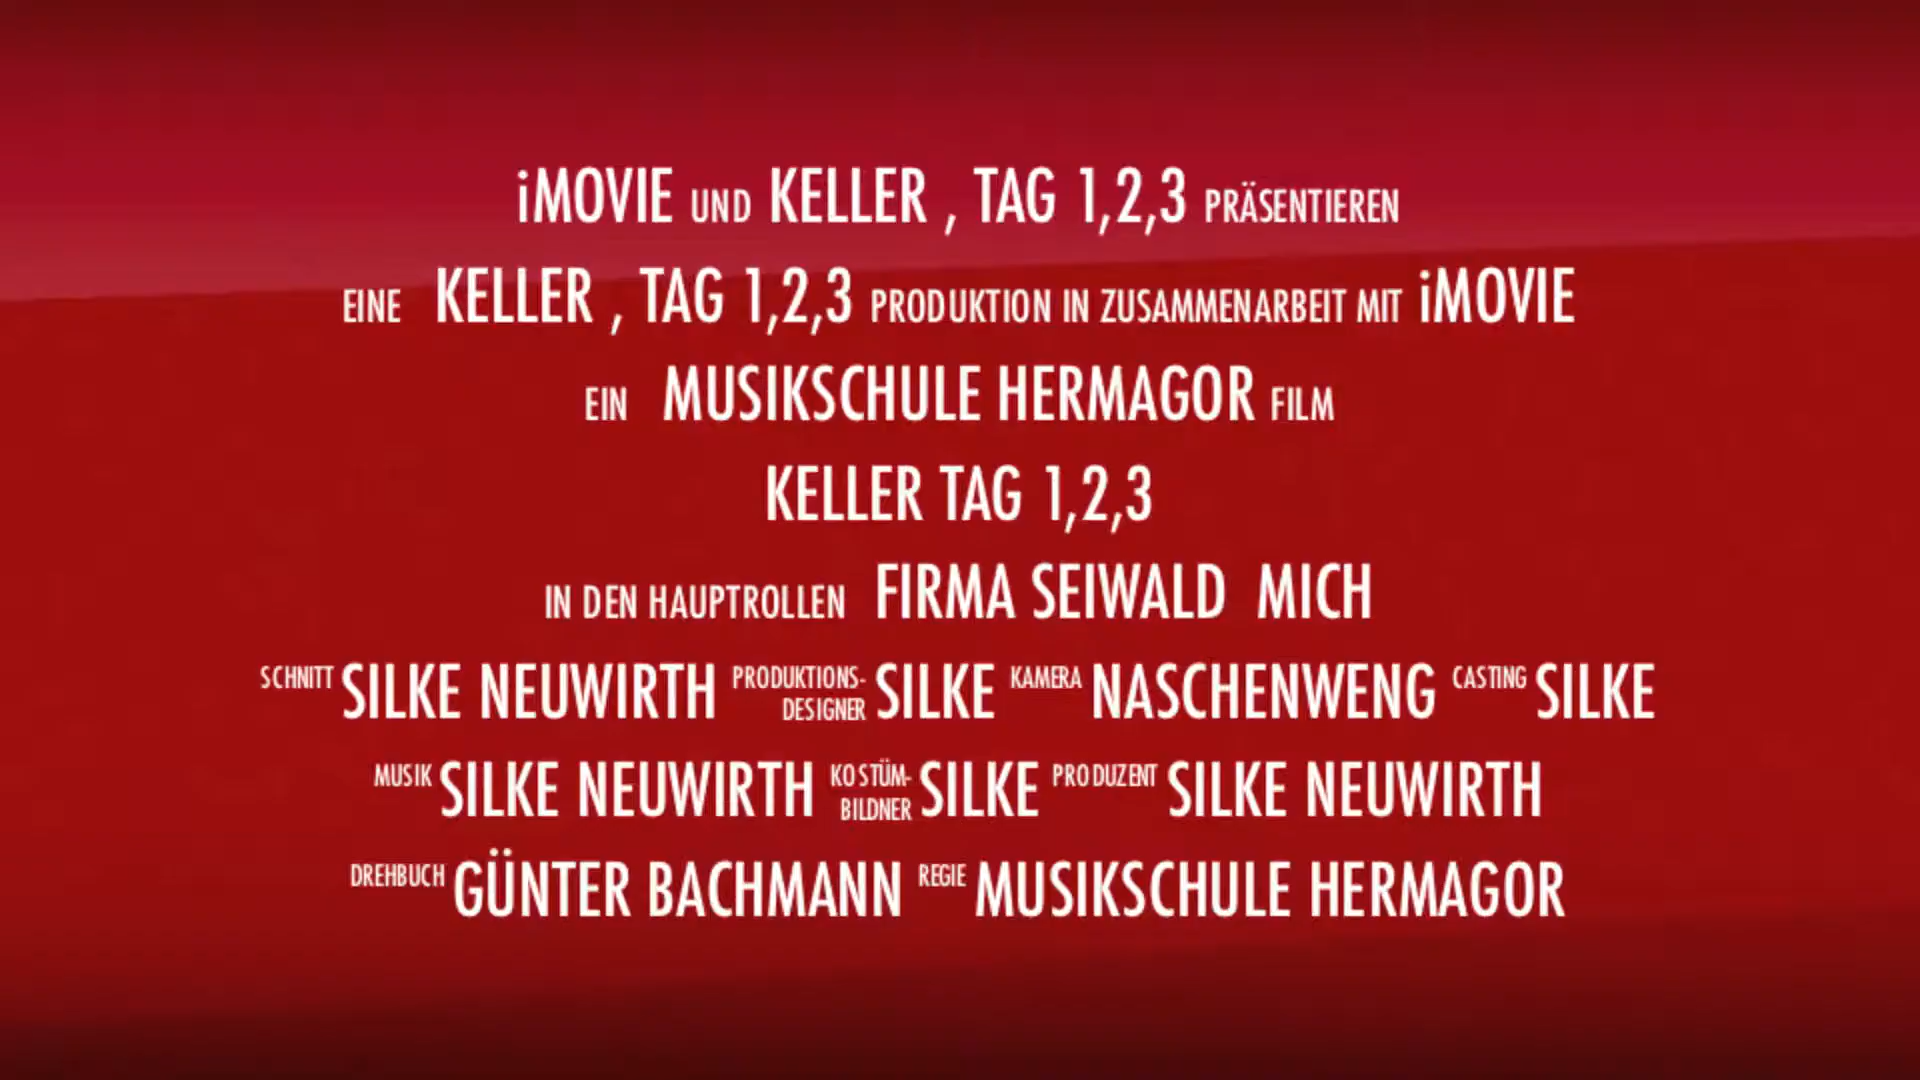 iMOVIE UND KELLER , TAG 1,2,3 PRÄSENTIEREN
EINE KELLER , TAG 1,2,3 PRODUKTION IN ZUSAMMENARBEIT MIT iMOVIE
EIN MUSIKSCHULE HERMAGOR FILM
KELLER TAG 1,2,3
IN DEN HAUPTROLLEN FIRMA SEIWALD MICH
SCHNITT SILKE NEUWIRTH PRODUKTIONS-DESIGNER SILKE KAMERA NASCHENWENG CASTING SILKE
MUSIK SILKE NEUWIRTH KOSTÜM-BILDNER SILKE PRODUZENT SILKE NEUWIRTH
DREHBUCH GÜNTER BACHMANN REGIE MUSIKSCHULE HERMAGOR